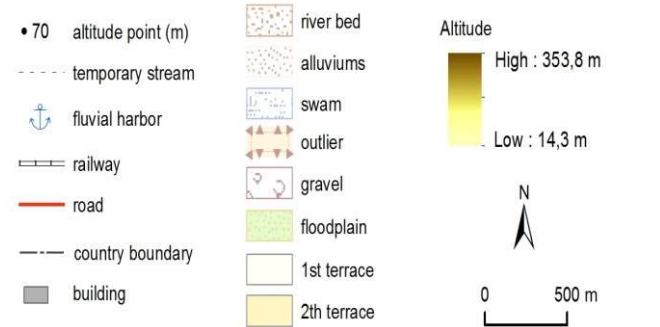 • 70 altitude point (m)
temporary stream
fluvial harbor
railway
road
country boundary
building
river bed
alluviums
swam
outlier
gravel
floodplain
1st terrace
2th terrace
Altitude
High : 353,8 m
Low : 14,3 m
N
0 500 m